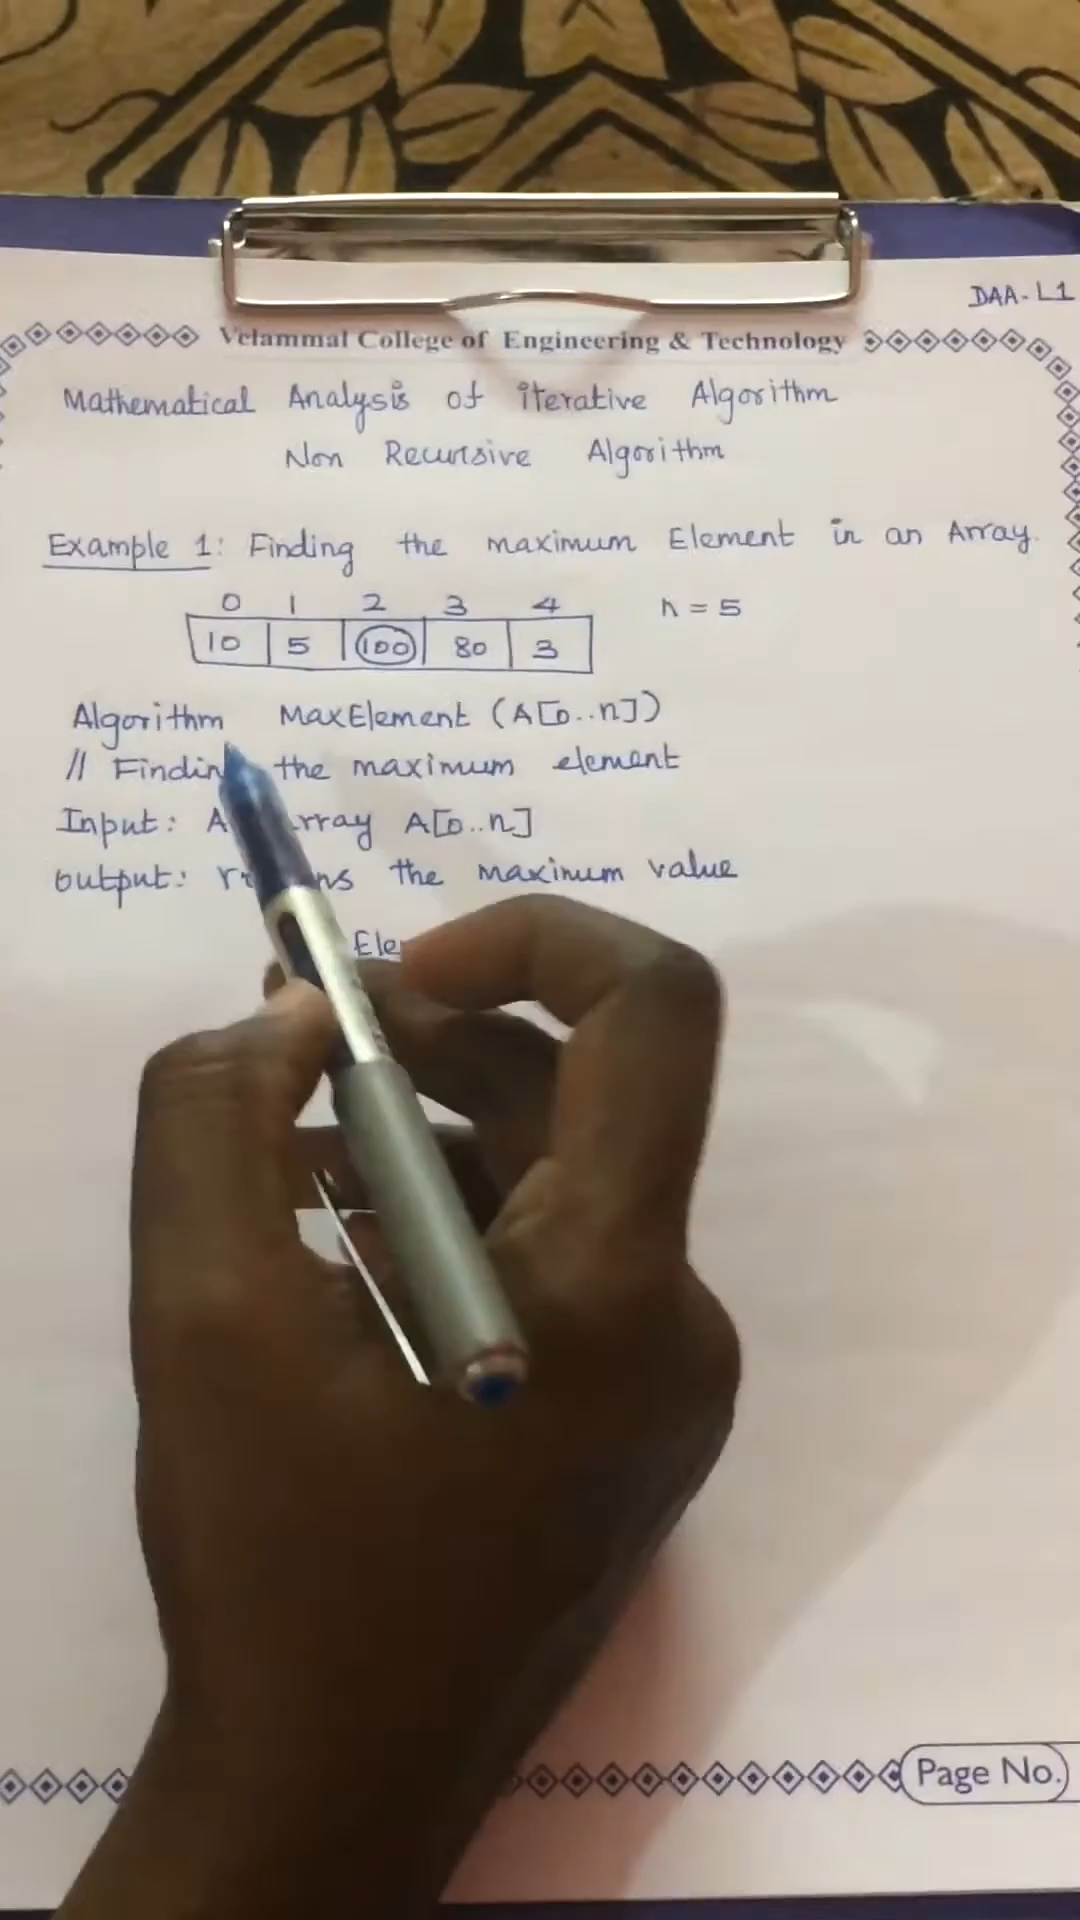 DAA-L1
Velammal College of Engineering & Technology
Mathematical Analysis of iterative Algorithm
Non Recursive Algorithm
Example 1: Finding the maximum Element in an Array.
0 1 2 3 4 n = 5
10 5 100 80 3
Algorithm MaxElement (A[0..n])
// Finding the maximum element
Input: A rray A[0..n]
Output: r ns the maximum value
Ele
Page No.